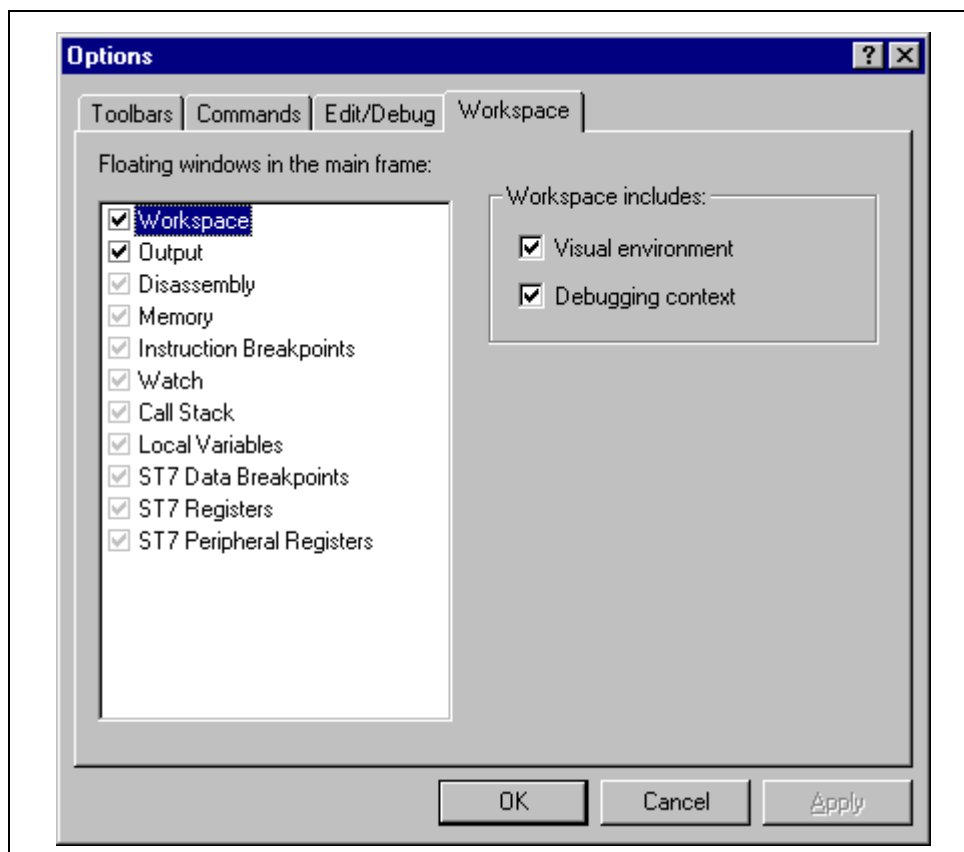 Options
Toolbars Commands Edit/Debug Workspace
Floating windows in the main frame:
Workspace
Output
Disassembly
Memory
Instruction Breakpoints
Watch
Call Stack
Local Variables
ST7 Data Breakpoints
ST7 Registers
ST7 Peripheral Registers
Workspace includes:
Visual environment
Debugging context
OK Cancel Apply